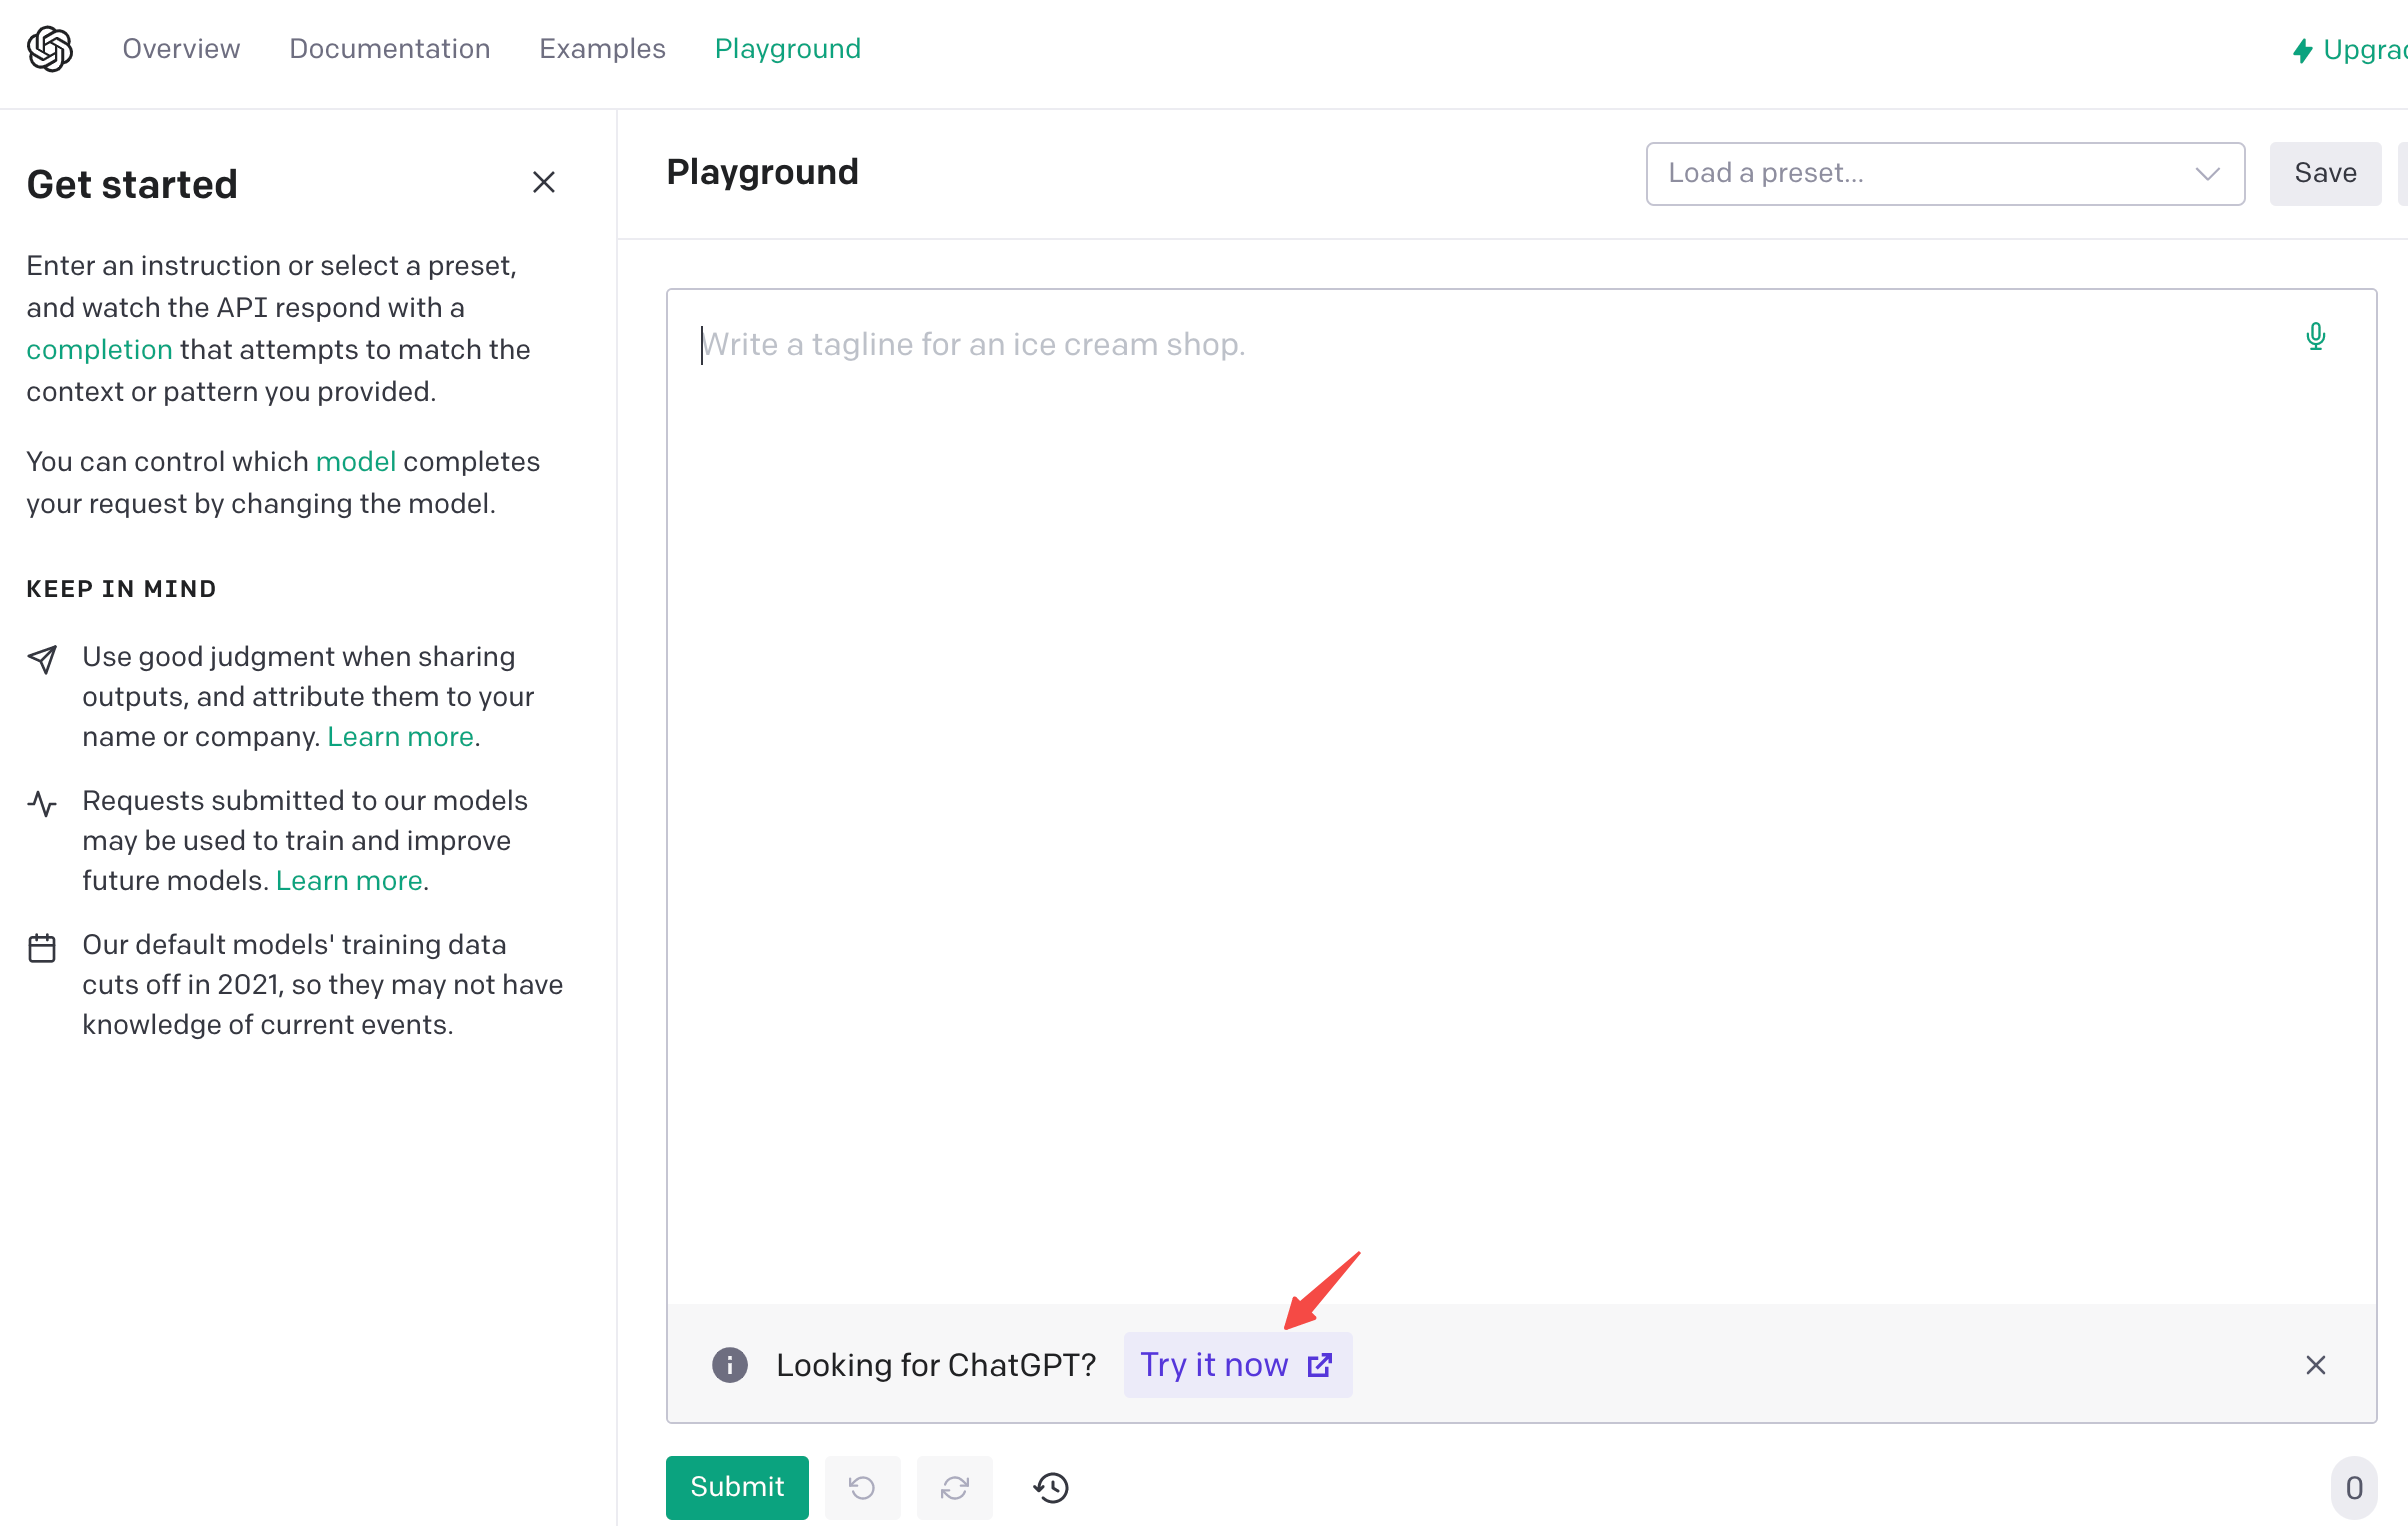 Overview Documentation Examples Playground Upgrad
Get started
Enter an instruction or select a preset,
and watch the API respond with a
completion that attempts to match the
context or pattern you provided.
You can control which model completes
your request by changing the model.
KEEP IN MIND
Use good judgment when sharing
outputs, and attribute them to your
name or company. Learn more.
Requests submitted to our models
may be used to train and improve
future models. Learn more.
Our default models' training data
cuts off in 2021, so they may not have
knowledge of current events.
Playground
Load a preset...
Save
Write a tagline for an ice cream shop.
Looking for ChatGPT? Try it now
Submit
0